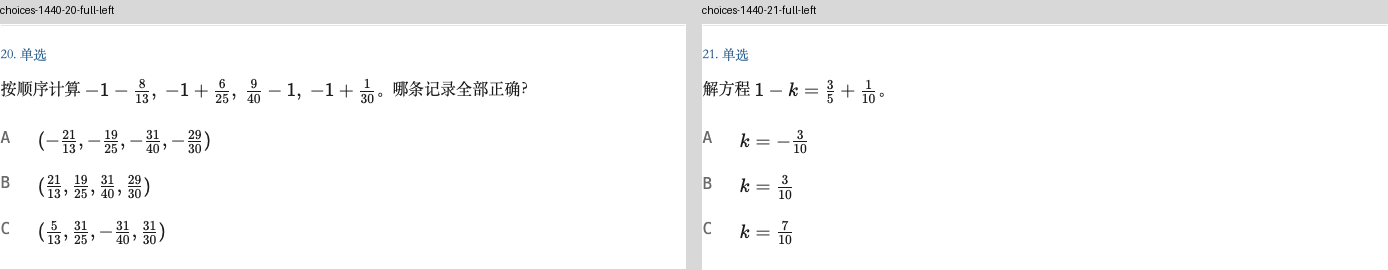 choices-1440-20-full-left
20. 单选
按顺序计算 −1 − 8/13, −1 + 6/25, 9/40 − 1, −1 + 1/30。哪条记录全部正确?
A (−21/13, −19/25, −31/40, −29/30)
B (21/13, 19/25, 31/40, 29/30)
C (5/13, 31/25, −31/40, 31/30)
choices-1440-21-full-left
21. 单选
解方程 1 − k = 3/5 + 1/10。
A k = −3/10
B k = 3/10
C k = 7/10